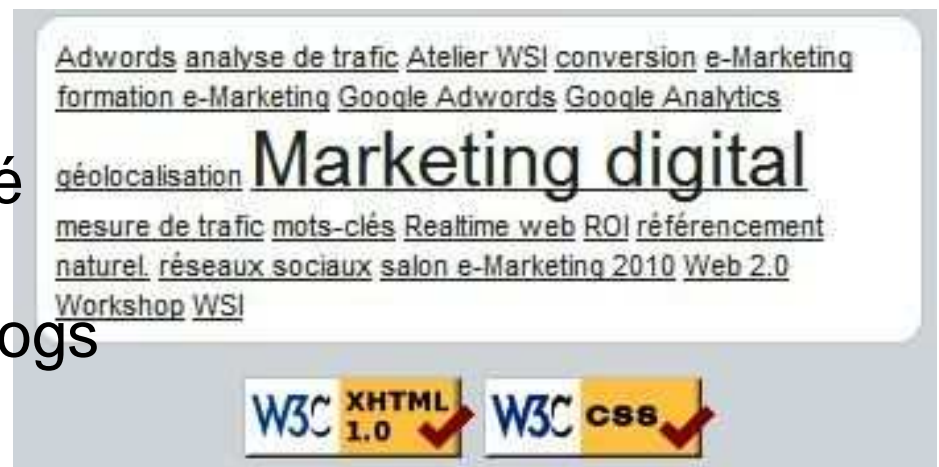 Adwords analyse de trafic Atelier WSI conversion e-Marketing
formation e-Marketing Google Adwords Google Analytics
géolocalisation Marketing digital
é
mesure de trafic mots-clés Realtime web ROI référencement
naturel. réseaux sociaux salon e-Marketing 2010 Web 2.0
Workshop WSI
ogs
W3C XHTML 1.0 W3C CSS